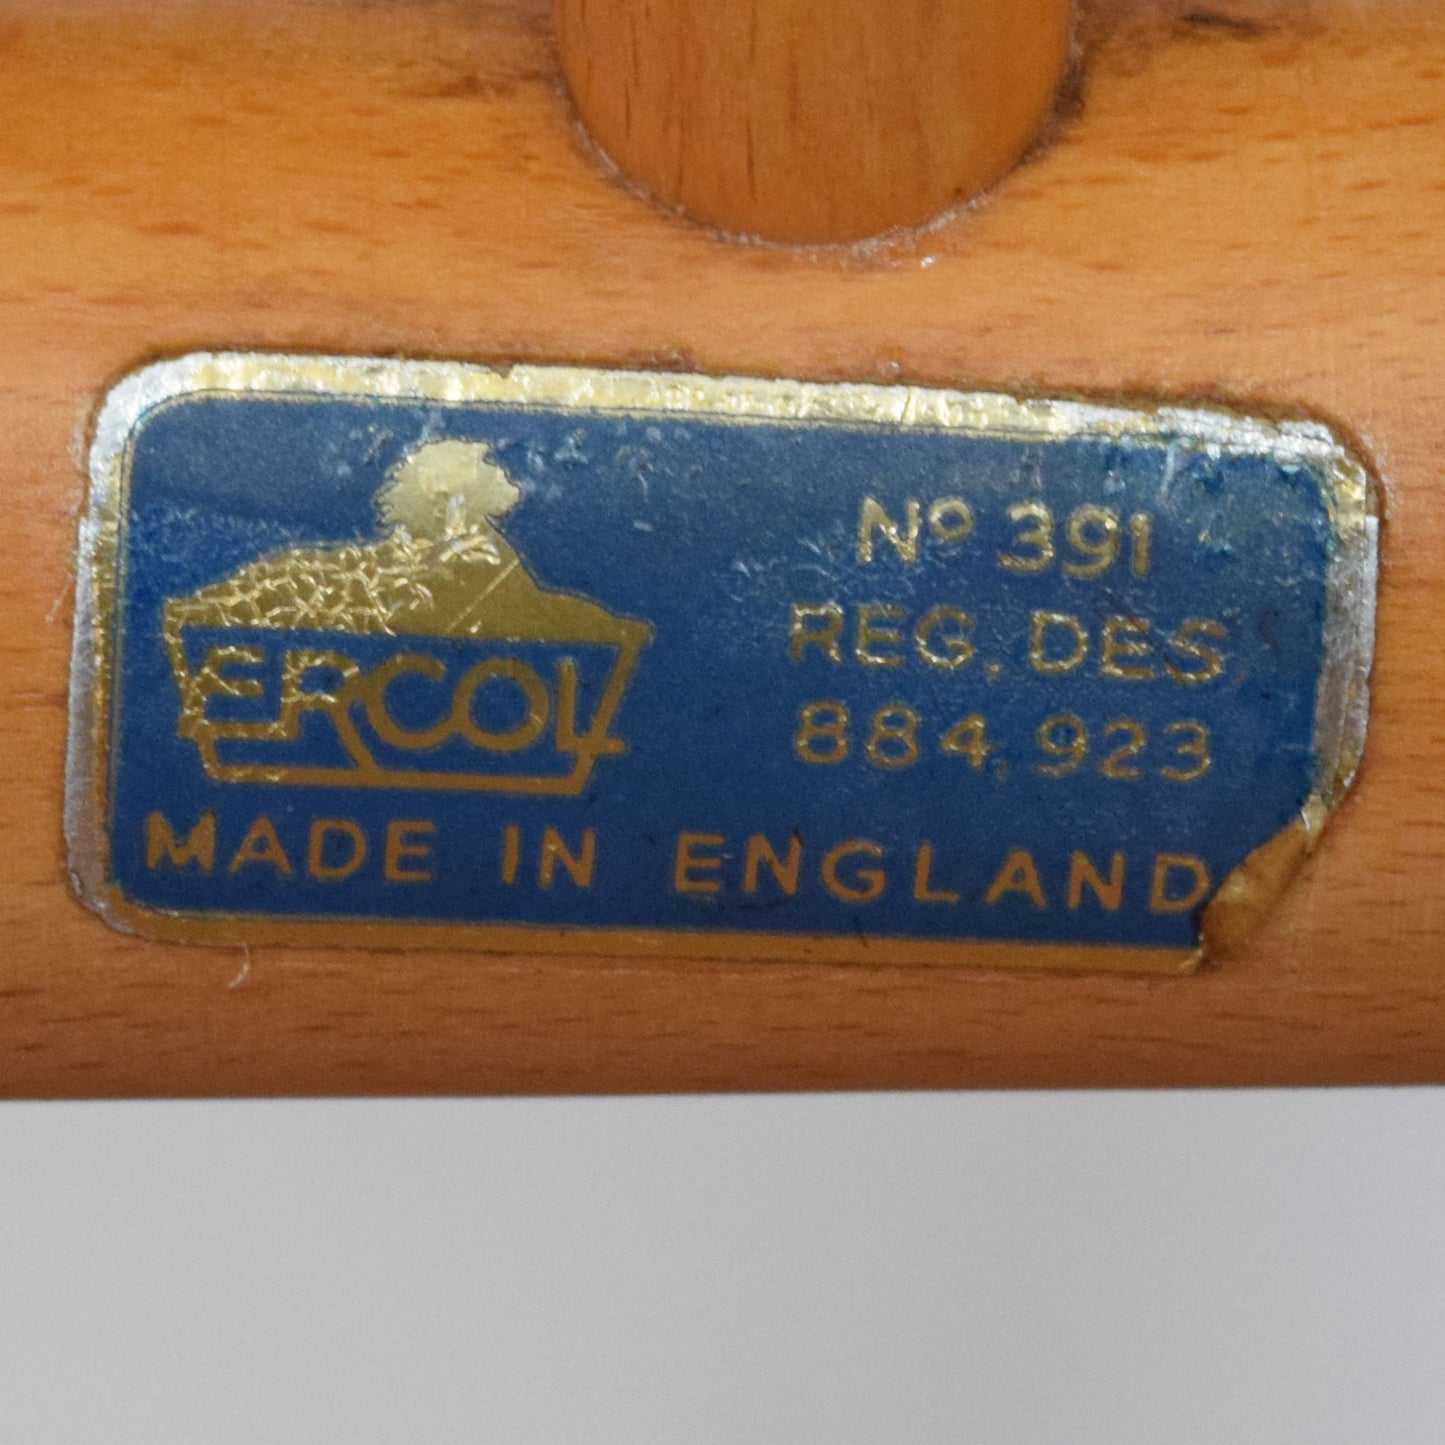 Nº 391
REG. DES.
884,923
ERCOL
MADE IN ENGLAND